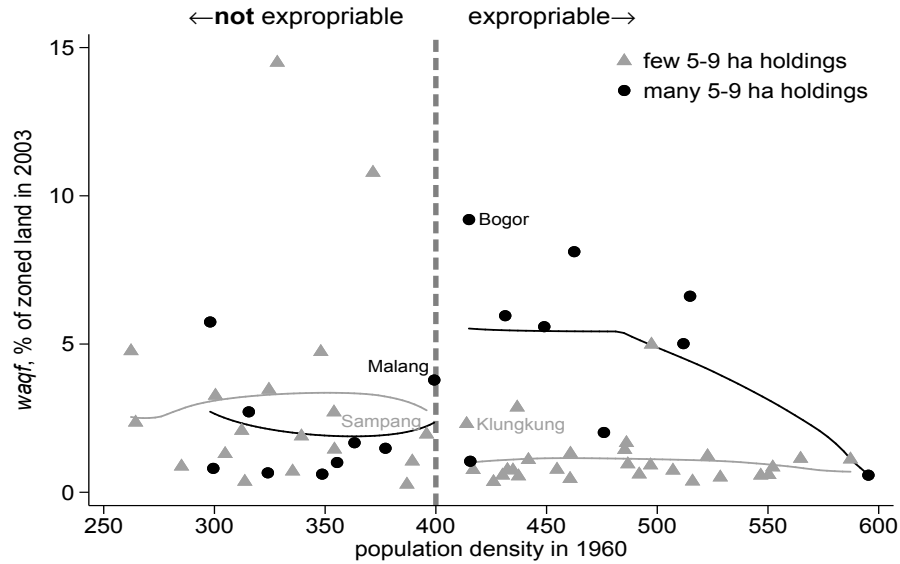 ←not expropriable expropriable→
few 5-9 ha holdings
many 5-9 ha holdings
waqf, % of zoned land in 2003
15
10
5
0
Bogor
Malang
Sampang
Klungkung
250 300 350 400 450 500 550 600
population density in 1960